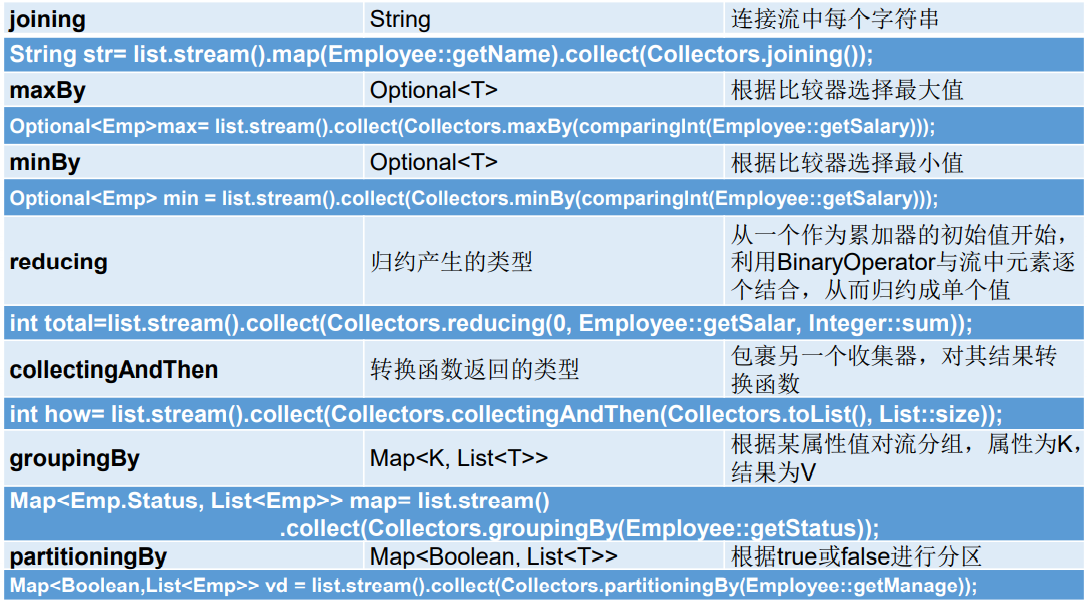 joining String 连接流中每个字符串
String str= list.stream().map(Employee::getName).collect(Collectors.joining());
maxBy Optional<T> 根据比较器选择最大值
Optional<Emp>max= list.stream().collect(Collectors.maxBy(comparingInt(Employee::getSalary)));
minBy Optional<T> 根据比较器选择最小值
Optional<Emp> min = list.stream().collect(Collectors.minBy(comparingInt(Employee::getSalary)));
reducing 归约产生的类型 从一个作为累加器的初始值开始，
利用BinaryOperator与流中元素逐
个结合，从而归约成单个值
int total=list.stream().collect(Collectors.reducing(0, Employee::getSalar, Integer::sum));
collectingAndThen 转换函数返回的类型 包裹另一个收集器，对其结果转
换函数
int how= list.stream().collect(Collectors.collectingAndThen(Collectors.toList(), List::size));
groupingBy Map<K, List<T>> 根据某属性值对流分组，属性为K，
结果为V
Map<Emp.Status, List<Emp>> map= list.stream()
.collect(Collectors.groupingBy(Employee::getStatus));
partitioningBy Map<Boolean, List<T>> 根据true或false进行分区
Map<Boolean,List<Emp>> vd = list.stream().collect(Collectors.partitioningBy(Employee::getManage));